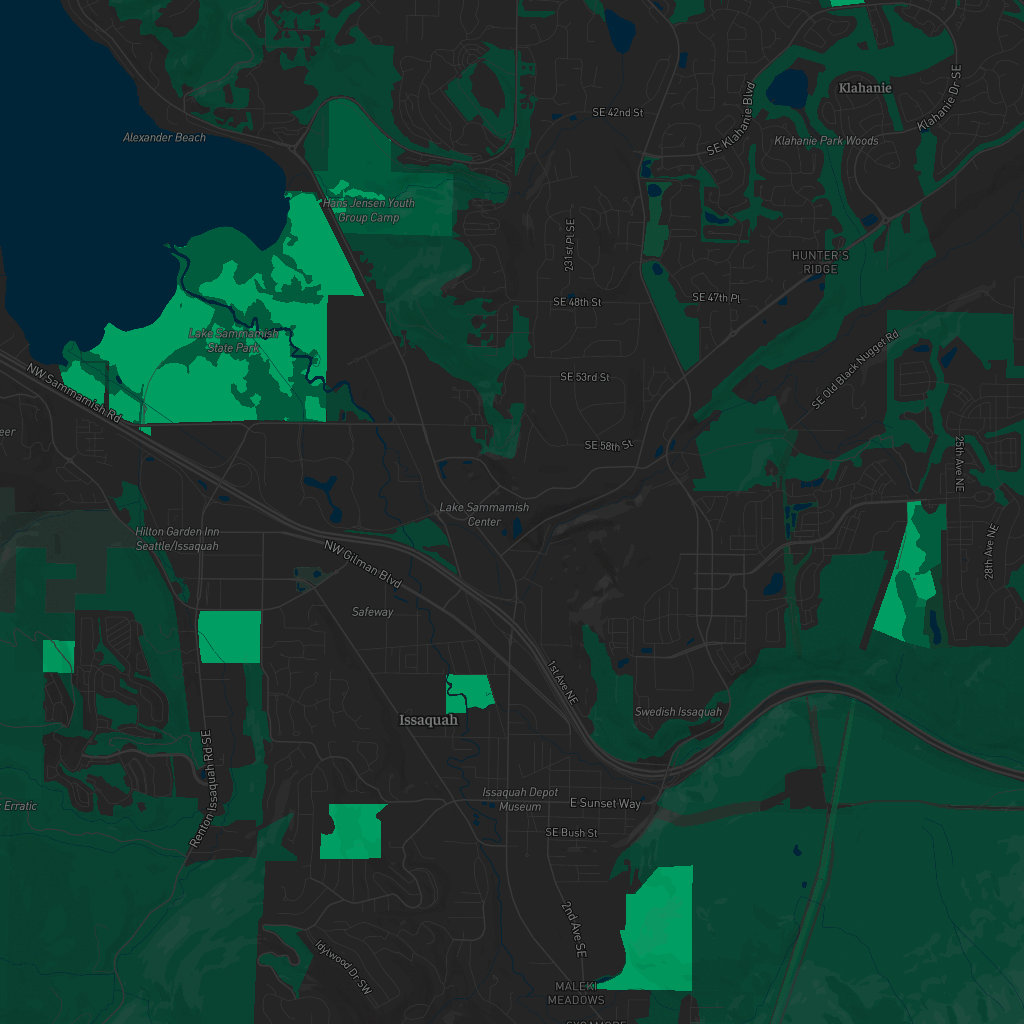 Klahanie
Klahanie Dr SE
SE Klahanie Blvd
SE 42nd St
Alexander Beach
Klahanie Park Woods
Hans Jensen Youth
Group Camp
231st Pl SE
HUNTER'S
RIDGE
SE 47th Pl
SE 48th St
Lake Sammamish
State Park
SE Old Black Nugget Rd
NW Sammamish Rd
SE 53rd St
SE 58th St
25th Ave NE
Lake Sammamish
Center
Hilton Garden Inn
Seattle/Issaquah
28th Ave NE
NW Gilman Blvd
Safeway
1st Ave NE
Swedish Issaquah
Issaquah
Renton Issaquah Rd SE
Issaquah Depot
Museum
E Sunset Way
Erratic
SE Bush St
2nd Ave SE
Idylwood Dr SW
MALEKI
MEADOWS
SYCAMORE